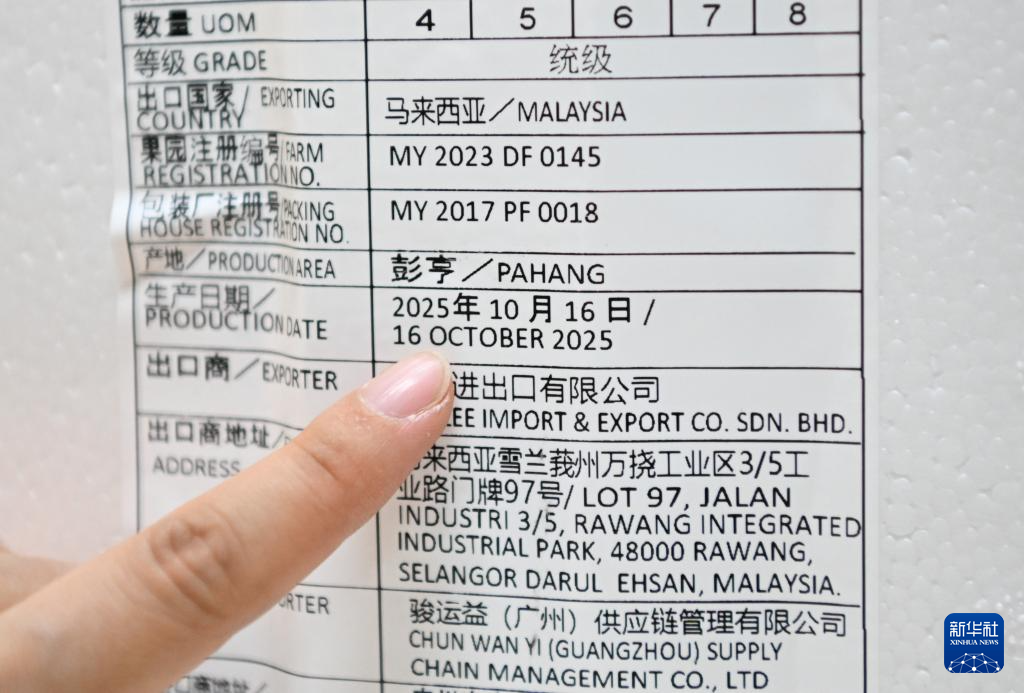 数量 UOM 4 5 6 7 8
等级 GRADE 统级
出口国家/ EXPORTING
COUNTRY
马来西亚/MALAYSIA
果园注册编号/FARM
REGISTRATION NO.
MY 2023 DF 0145
包装厂注册号/PACKING
HOUSE REGISTRATION NO.
MY 2017 PF 0018
产地/PRODUCTION AREA
彭亨/PAHANG
生产日期/
PRODUCTION DATE
2025年 10 月 16 日 /
16 OCTOBER 2025
出口商/EXPORTER
进出口有限公司
EE IMPORT & EXPORT CO. SDN. BHD.
出口商地址/
ADDRESS
来西亚雪兰莪州万挠工业区3/5工
业路门牌97号/ LOT 97, JALAN
INDUSTRI 3/5, RAWANG INTEGRATED
INDUSTRIAL PARK, 48000 RAWANG,
SELANGOR DARUL EHSAN, MALAYSIA.
RTER
骏运益（广州）供应链管理有限公司
CHUN WAN YI (GUANGZHOU) SUPPLY
CHAIN MANAGEMENT CO., LTD
口商地址/
新华社
XINHUA NEWS